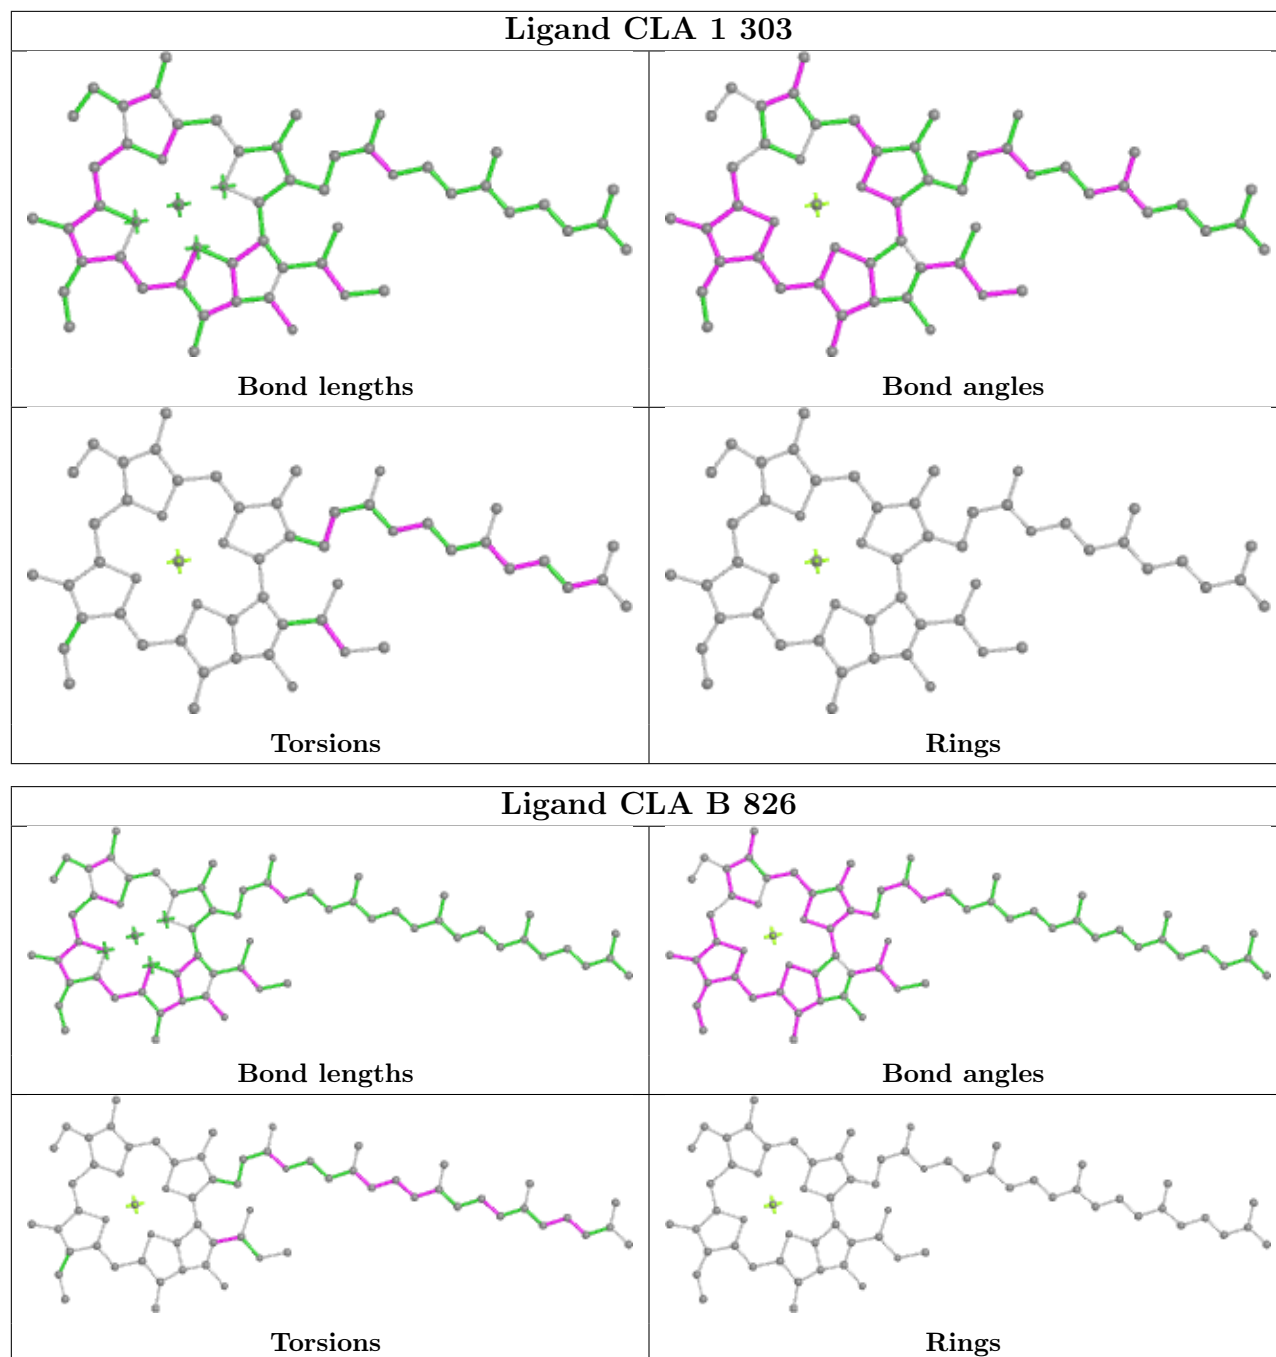 Ligand CLA 1 303
Bond lengths
Bond angles
Torsions
Rings
Ligand CLA B 826
Bond lengths
Bond angles
Torsions
Rings